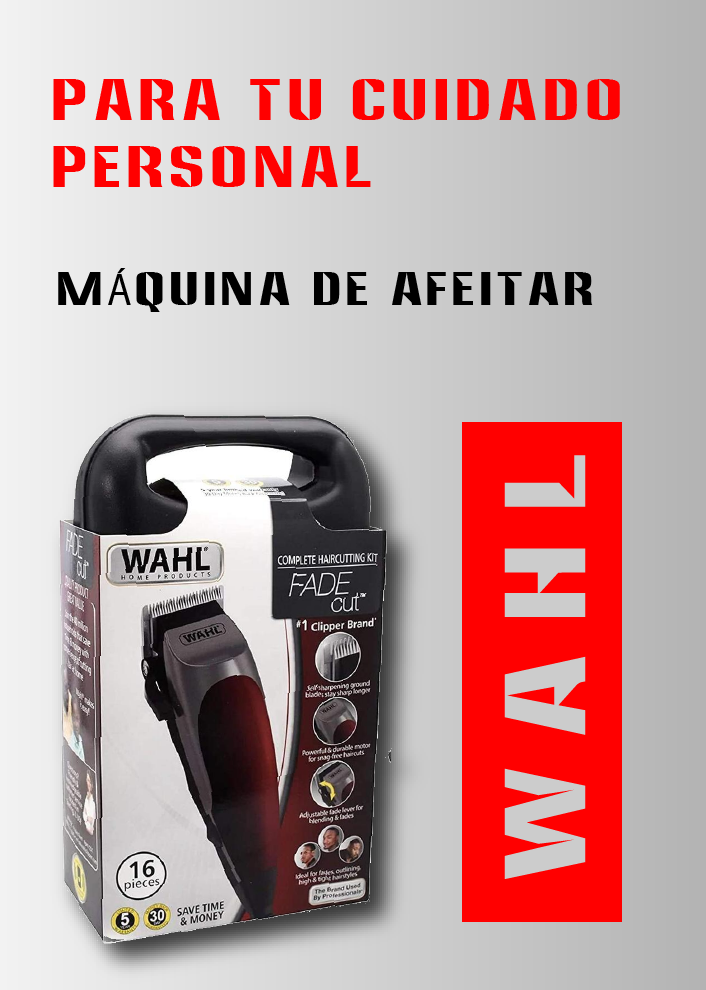 PARA TU CUIDADO
PERSONAL
MÁQUINA DE AFEITAR
WAHL
FADE
cut
WAHL
HOME PRODUCTS
COMPLETE HAIRCUTTING KIT
FADE
cut™
#1 Clipper Brand*
WAHL
Self-sharpening ground
blades stay sharp longer
Powerful & durable motor
for snag-free haircuts
Adjustable fade lever for
blending & fades
Ideal for fades, outlining,
high & tight hairstyles
The Brand Used
By Professionals*
16
pieces
5
30
SAVE TIME
& MONEY